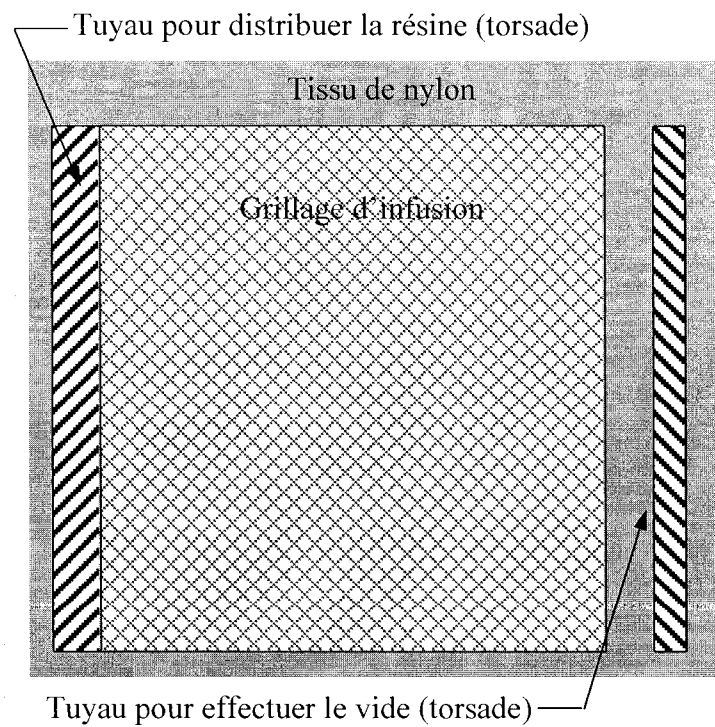 Tuyau pour distribuer la résine (torsade)
Tissu de nylon
Grillage d'infusion
Tuyau pour effectuer le vide (torsade)